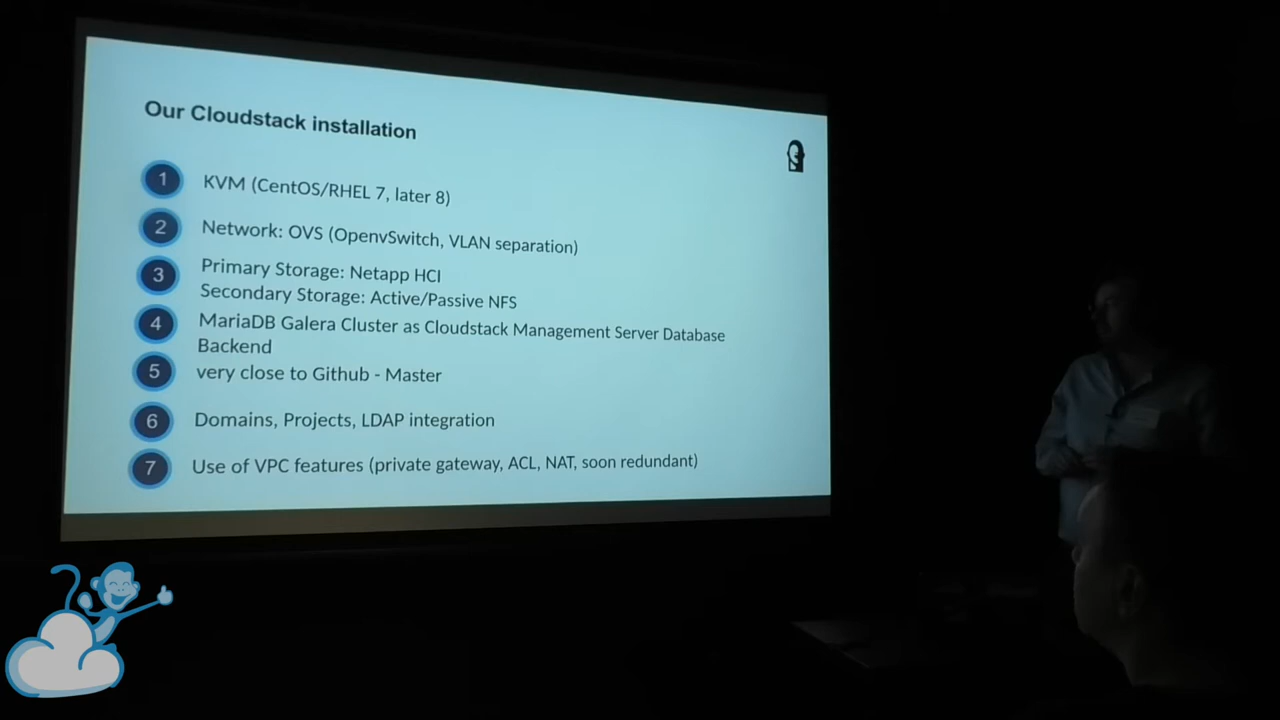 Our Cloudstack installation
1 KVM (CentOS/RHEL 7, later 8)
2 Network: OVS (OpenvSwitch, VLAN separation)
3 Primary Storage: Netapp HCI
Secondary Storage: Active/Passive NFS
4 MariaDB Galera Cluster as Cloudstack Management Server Database
Backend
5 very close to Github - Master
6 Domains, Projects, LDAP integration
7 Use of VPC features (private gateway, ACL, NAT, soon redundant)